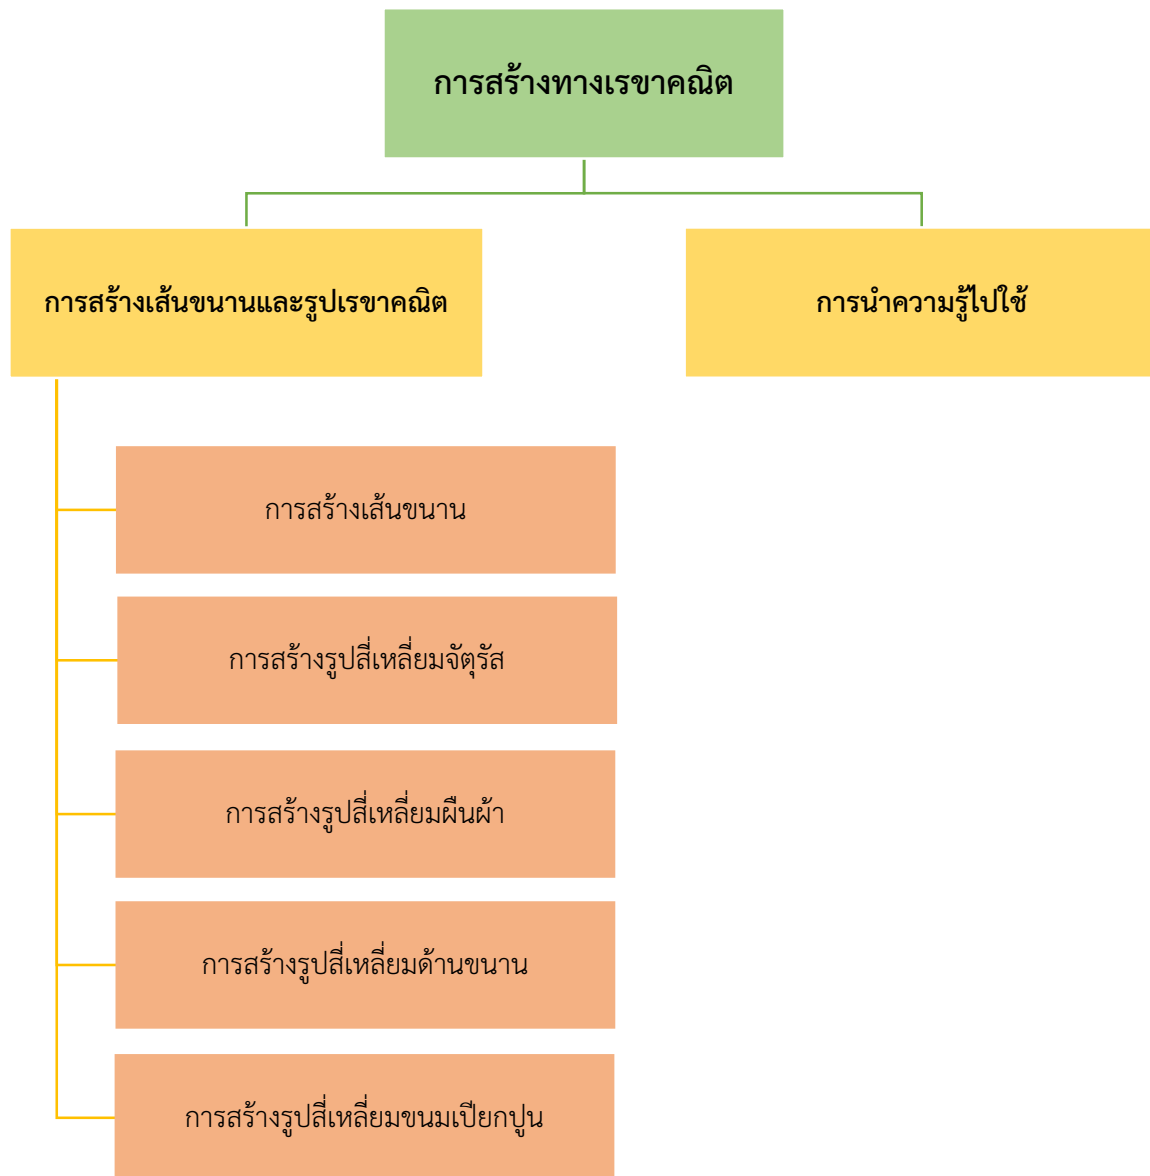 การสร้างทางเรขาคณิต
การสร้างเส้นขนานและรูปเรขาคณิต
การนำความรู้ไปใช้
การสร้างเส้นขนาน
การสร้างรูปสี่เหลี่ยมจัตุรัส
การสร้างรูปสี่เหลี่ยมผืนผ้า
การสร้างรูปสี่เหลี่ยมด้านขนาน
การสร้างรูปสี่เหลี่ยมขนมเปียกปูน